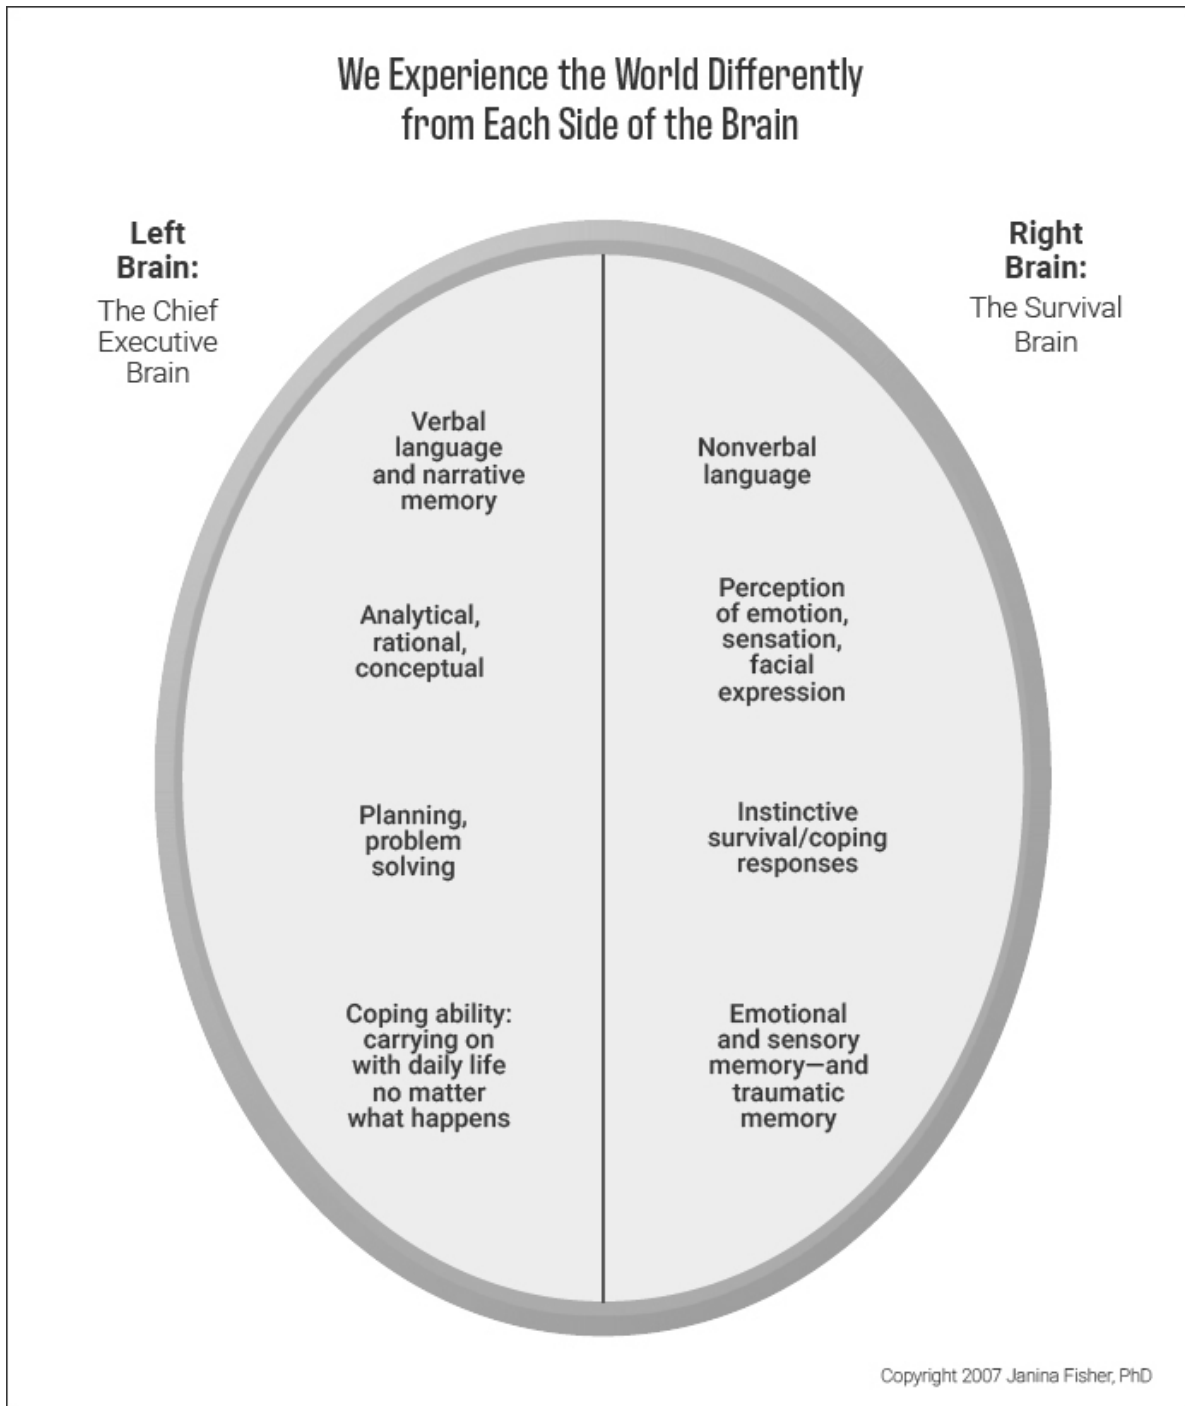 We Experience the World Differently
from Each Side of the Brain
Left
Brain:
The Chief
Executive
Brain
Right
Brain:
The Survival
Brain
Verbal
language
and narrative
memory
Analytical,
rational,
conceptual
Planning,
problem
solving
Coping ability:
carrying on
with daily life
no matter
what happens
Nonverbal
language
Perception
of emotion,
sensation,
facial
expression
Instinctive
survival/coping
responses
Emotional
and sensory
memory—and
traumatic
memory
Copyright 2007 Janina Fisher, PhD